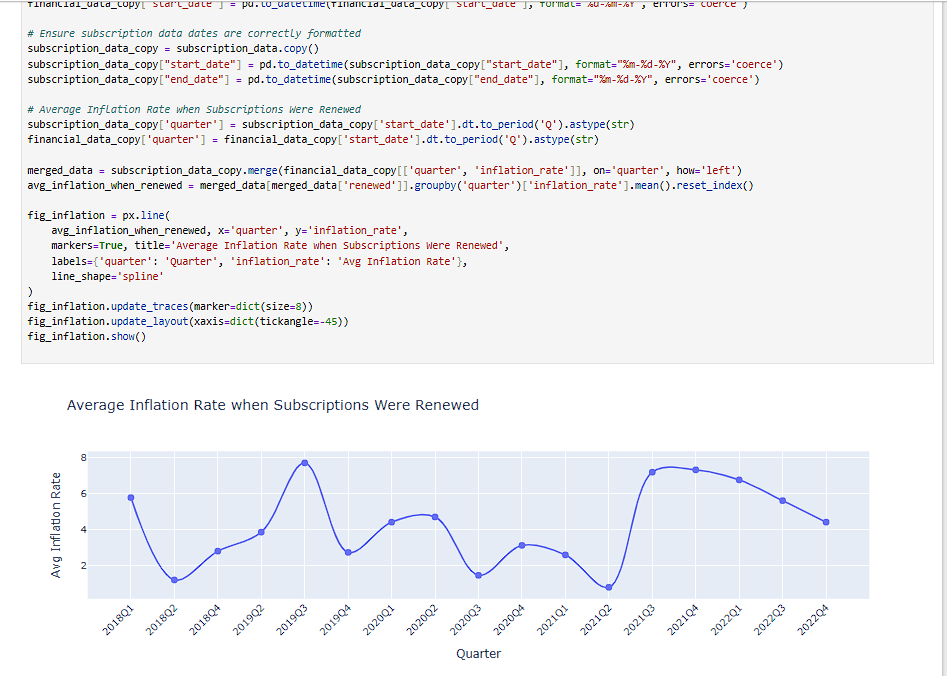 financial_data_copy["start_date"] = pd.to_datetime(financial_data_copy["start_date"], format="%d-%m-%Y", errors='coerce')
# Ensure subscription data dates are correctly formatted
subscription_data_copy = subscription_data.copy()
subscription_data_copy["start_date"] = pd.to_datetime(subscription_data_copy["start_date"], format="%m-%d-%Y", errors='coerce')
subscription_data_copy["end_date"] = pd.to_datetime(subscription_data_copy["end_date"], format="%m-%d-%Y", errors='coerce')
# Average Inflation Rate when Subscriptions Were Renewed
subscription_data_copy['quarter'] = subscription_data_copy['start_date'].dt.to_period('Q').astype(str)
financial_data_copy['quarter'] = financial_data_copy['start_date'].dt.to_period('Q').astype(str)
merged_data = subscription_data_copy.merge(financial_data_copy[['quarter', 'inflation_rate']], on='quarter', how='left')
avg_inflation_when_renewed = merged_data[merged_data['renewed']].groupby('quarter')['inflation_rate'].mean().reset_index()
fig_inflation = px.line(
    avg_inflation_when_renewed, x='quarter', y='inflation_rate',
    markers=True, title='Average Inflation Rate when Subscriptions Were Renewed',
    labels={'quarter': 'Quarter', 'inflation_rate': 'Avg Inflation Rate'},
    line_shape='spline'
)
fig_inflation.update_traces(marker=dict(size=8))
fig_inflation.update_layout(xaxis=dict(tickangle=-45))
fig_inflation.show()
Average Inflation Rate when Subscriptions Were Renewed
Avg Inflation Rate
8
6
4
2
2018Q1
2018Q2
2018Q4
2019Q2
2019Q3
2019Q4
2020Q1
2020Q2
2020Q3
2020Q4
2021Q1
2021Q2
2021Q3
2021Q4
2022Q1
2022Q3
2022Q4
Quarter